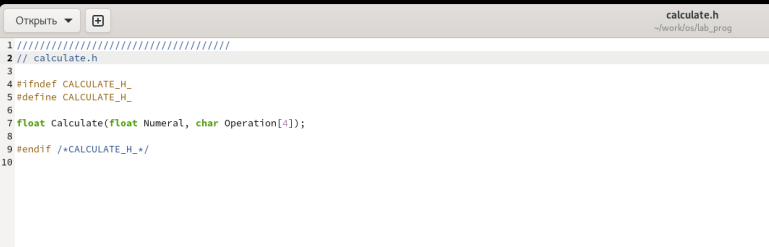 Открыть
calculate.h
~/work/os/lab_prog
1 /////////////////////////////////////
2 // calculate.h
3
4 #ifndef CALCULATE_H_
5 #define CALCULATE_H_
6
7 float Calculate(float Numeral, char Operation[4]);
8
9 #endif /*CALCULATE_H_*/
10